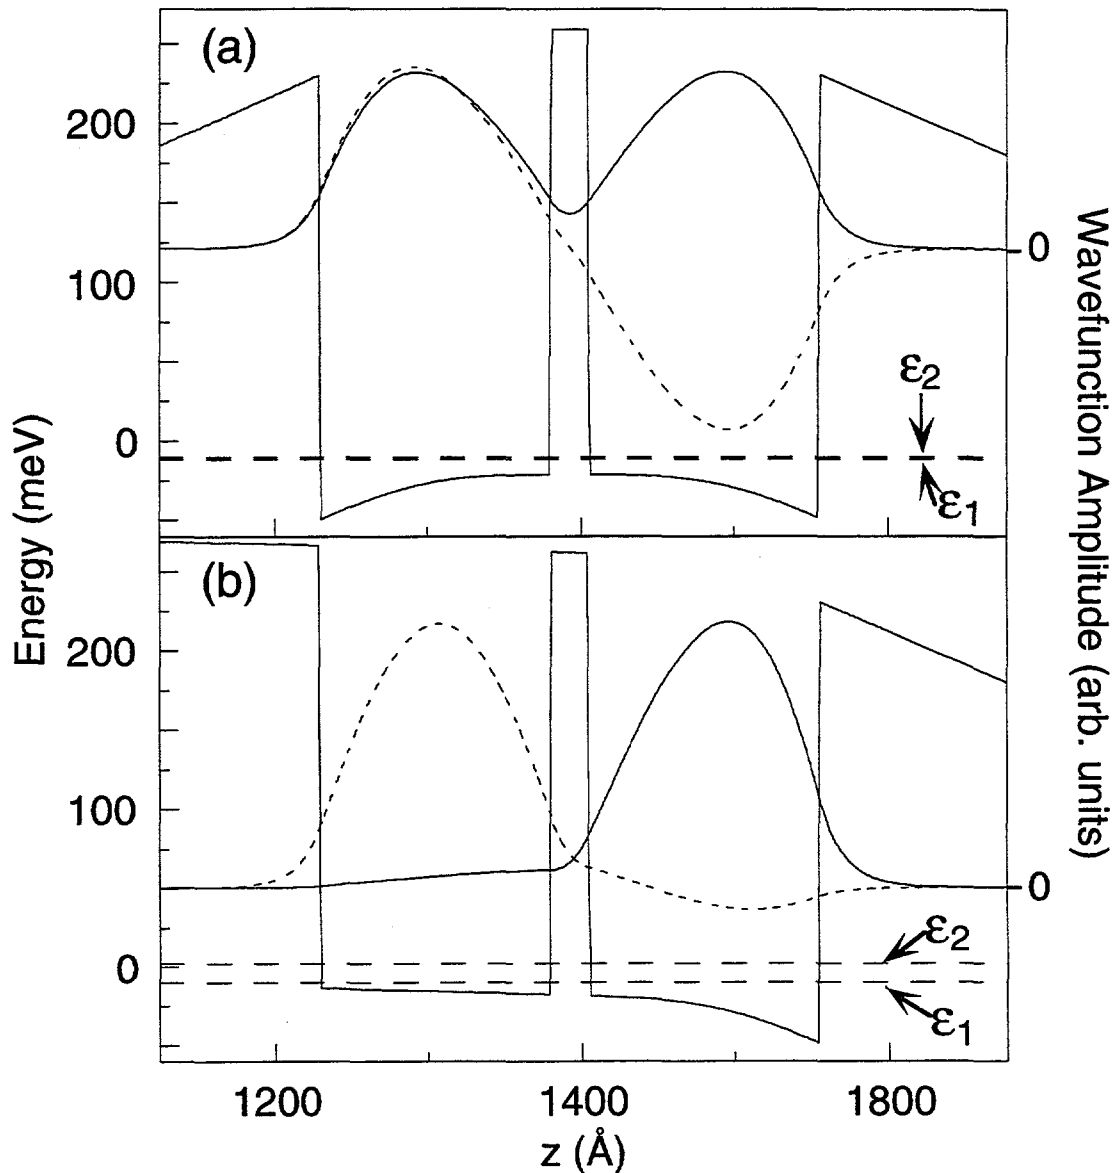 (a)
200
100
0
0
ε2
ε1
(b)
200
100
0
0
ε2
ε1
1200
1400
1800
z (Å)
Energy (meV)
Wavefunction Amplitude (arb. units)